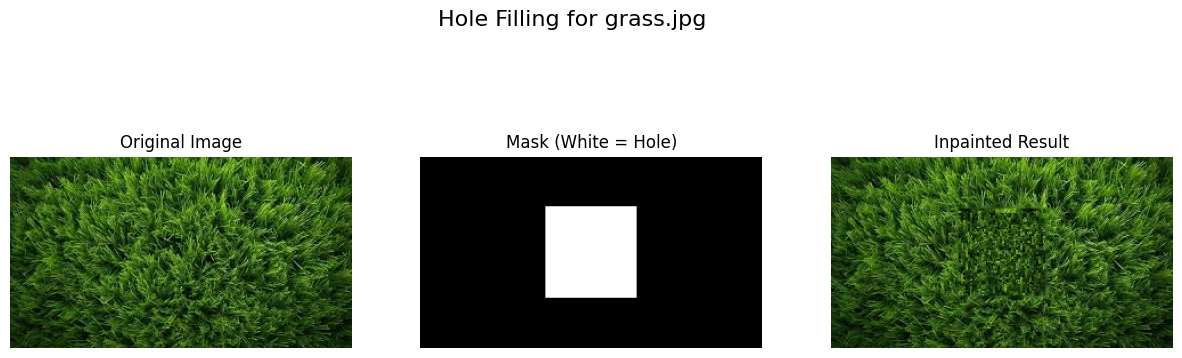 Hole Filling for grass.jpg
Original Image
Mask (White = Hole)
Inpainted Result